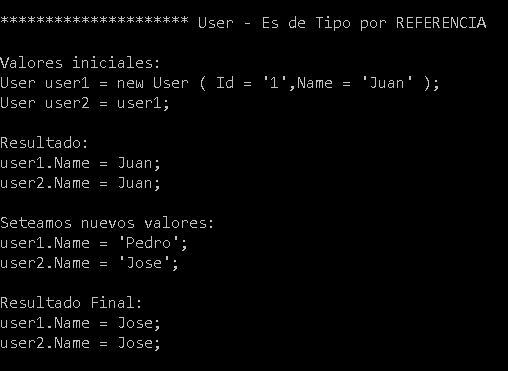 ********************* User - Es de Tipo por REFERENCIA
Valores iniciales:
User user1 = new User ( Id = '1',Name = 'Juan' );
User user2 = user1;
Resultado:
user1.Name = Juan;
user2.Name = Juan;
Seteamos nuevos valores:
user1.Name = 'Pedro';
user2.Name = 'Jose';
Resultado Final:
user1.Name = Jose;
user2.Name = Jose;